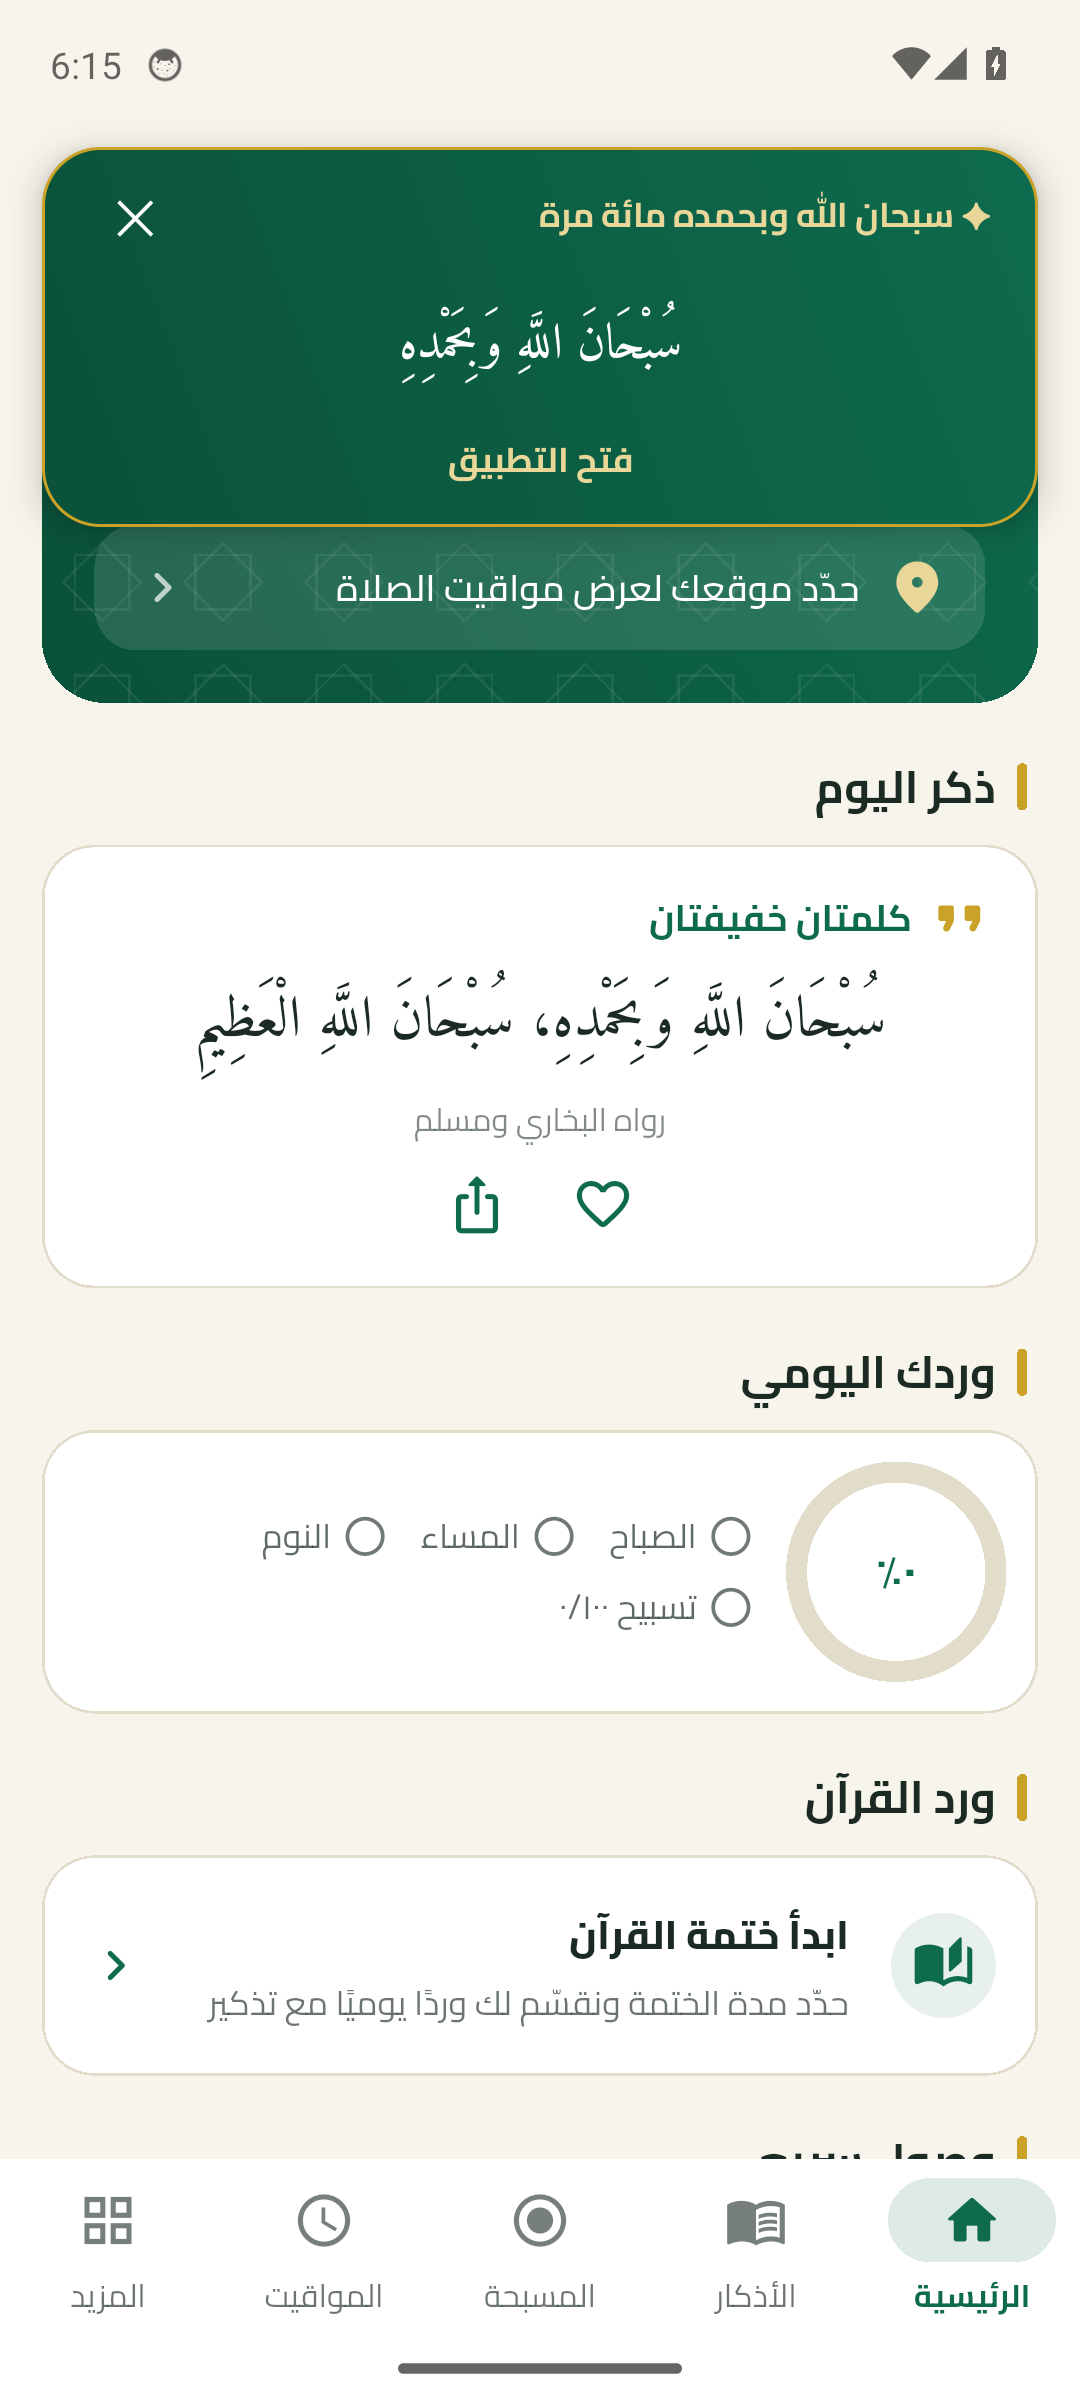 6:15
سبحان الله وبحمده مائة مرة
سُبْحَانَ اللَّهِ وَبِحَمْدِهِ
فتح التطبيق
حدّد موقعك لعرض مواقيت الصلاة
ذكر اليوم
كلمتان خفيفتان
سُبْحَانَ اللَّهِ وَبِحَمْدِهِ، سُبْحَانَ اللَّهِ الْعَظِيمِ
رواه البخاري ومسلم
وردك اليومي
٠٪
الصباح
المساء
النوم
تسبيح ٠/١٠٠
ورد القرآن
ابدأ ختمة القرآن
حدّد مدة الختمة ونقسّم لك وردًا يوميًا مع تذكير
وصول سريع
الرئيسية
الأذكار
المسبحة
المواقيت
المزيد